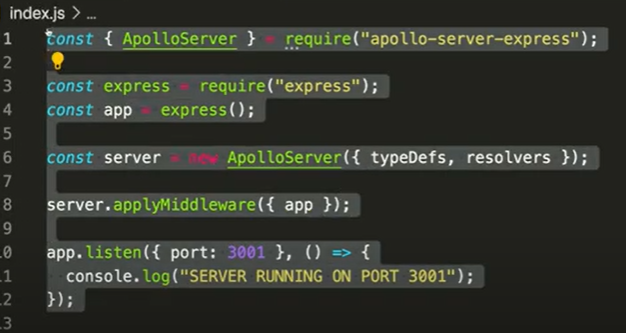 index.js > ...
1 const { ApolloServer } = require("apollo-server-express");
2
3 const express = require("express");
4 const app = express();
5
6 const server = new ApolloServer({ typeDefs, resolvers });
7
8 server.applyMiddleware({ app });
9
10 app.listen({ port: 3001 }, () => {
11 console.log("SERVER RUNNING ON PORT 3001");
12 });
13